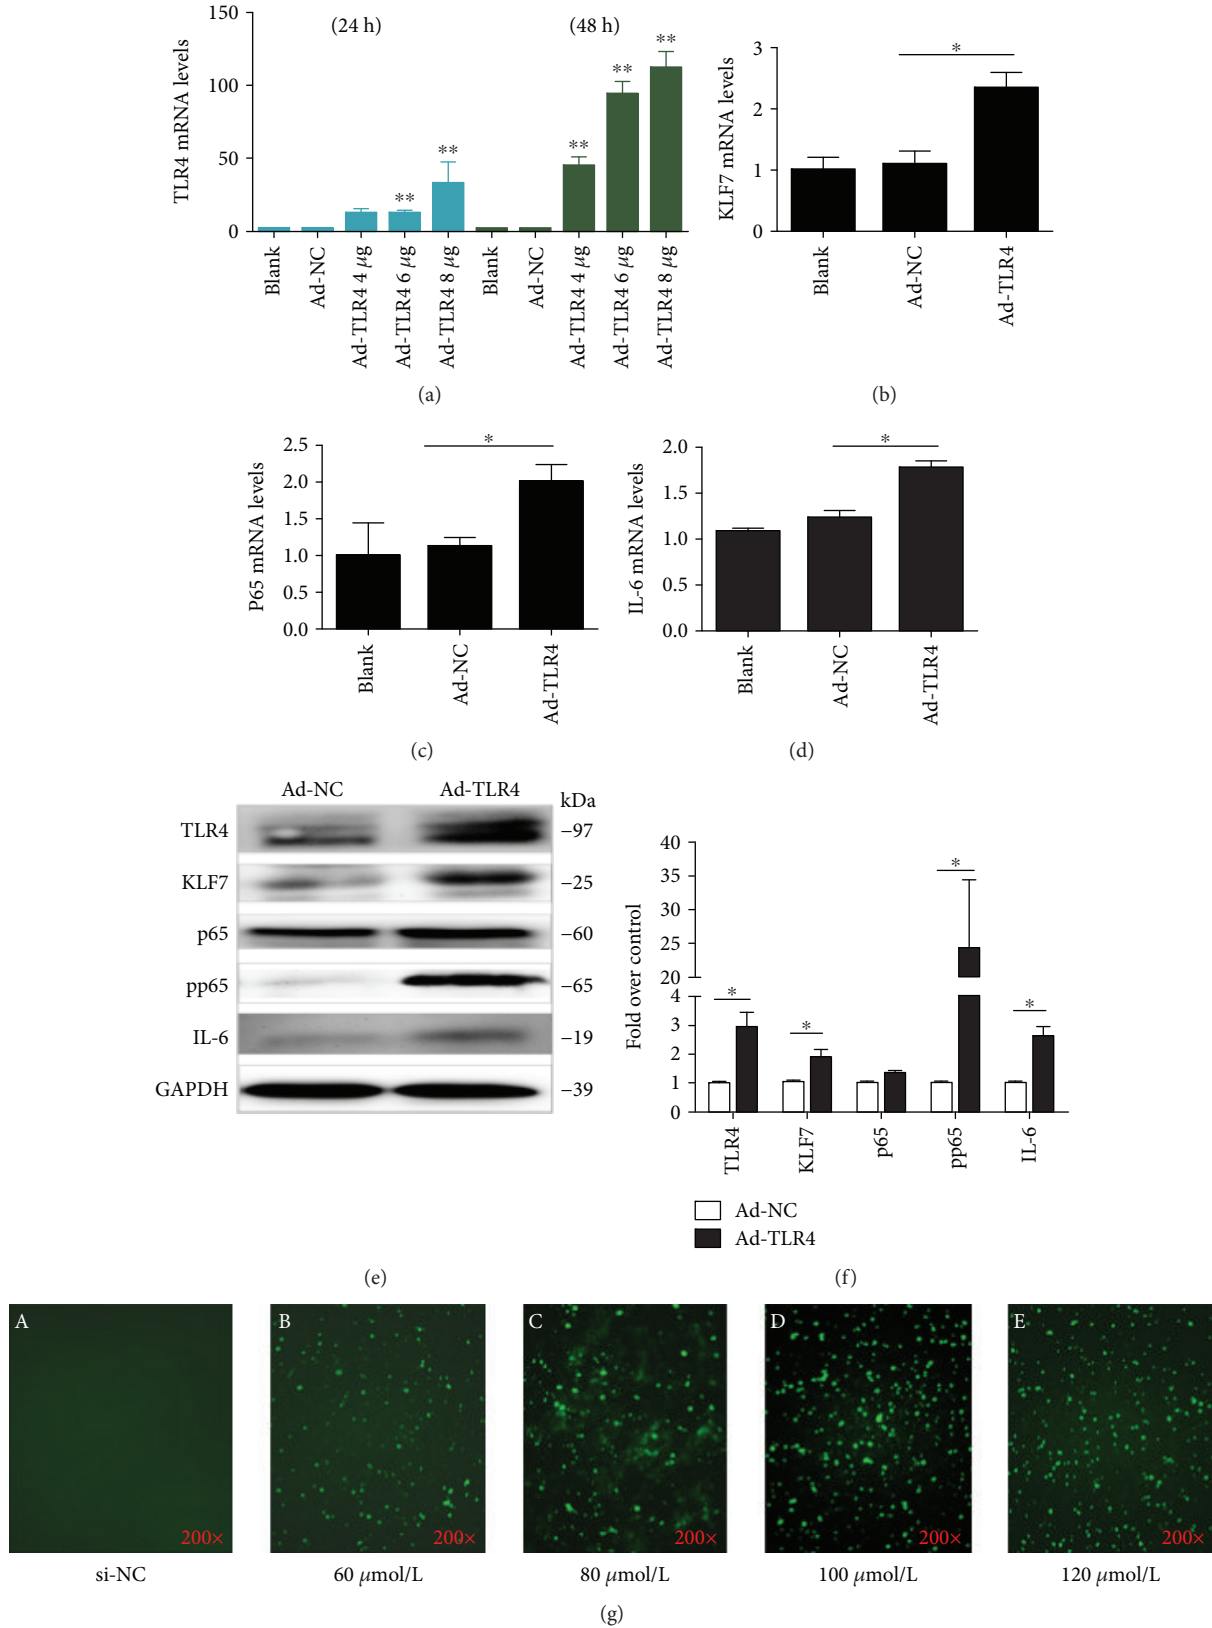 TLR4 mRNA levels
150
100
50
0
(24 h)
(48 h)
**
**
**
**
**
Blank
Ad-NC
Ad-TLR4 4 µg
Ad-TLR4 6 µg
Ad-TLR4 8 µg
Blank
Ad-NC
Ad-TLR4 4 µg
Ad-TLR4 6 µg
Ad-TLR4 8 µg
(a)
KLF7 mRNA levels
3
2
1
0
*
Blank
Ad-NC
Ad-TLR4
(b)
P65 mRNA levels
2.5
2.0
1.5
1.0
0.5
0.0
*
Blank
Ad-NC
Ad-TLR4
(c)
IL-6 mRNA levels
2.0
1.5
1.0
0.5
0.0
*
Blank
Ad-NC
Ad-TLR4
(d)
Ad-NC Ad-TLR4
kDa
TLR4 –97
KLF7 –25
p65 –60
pp65 –65
IL-6 –19
GAPDH –39
(e)
Fold over control
40
35
30
25
20
4
3
2
1
0
*
*
*
*
TLR4
KLF7
p65
pp65
IL-6
Ad-NC
Ad-TLR4
(f)
A B C D E
200× 200× 200× 200× 200×
si-NC 60 µmol/L 80 µmol/L 100 µmol/L 120 µmol/L
(g)